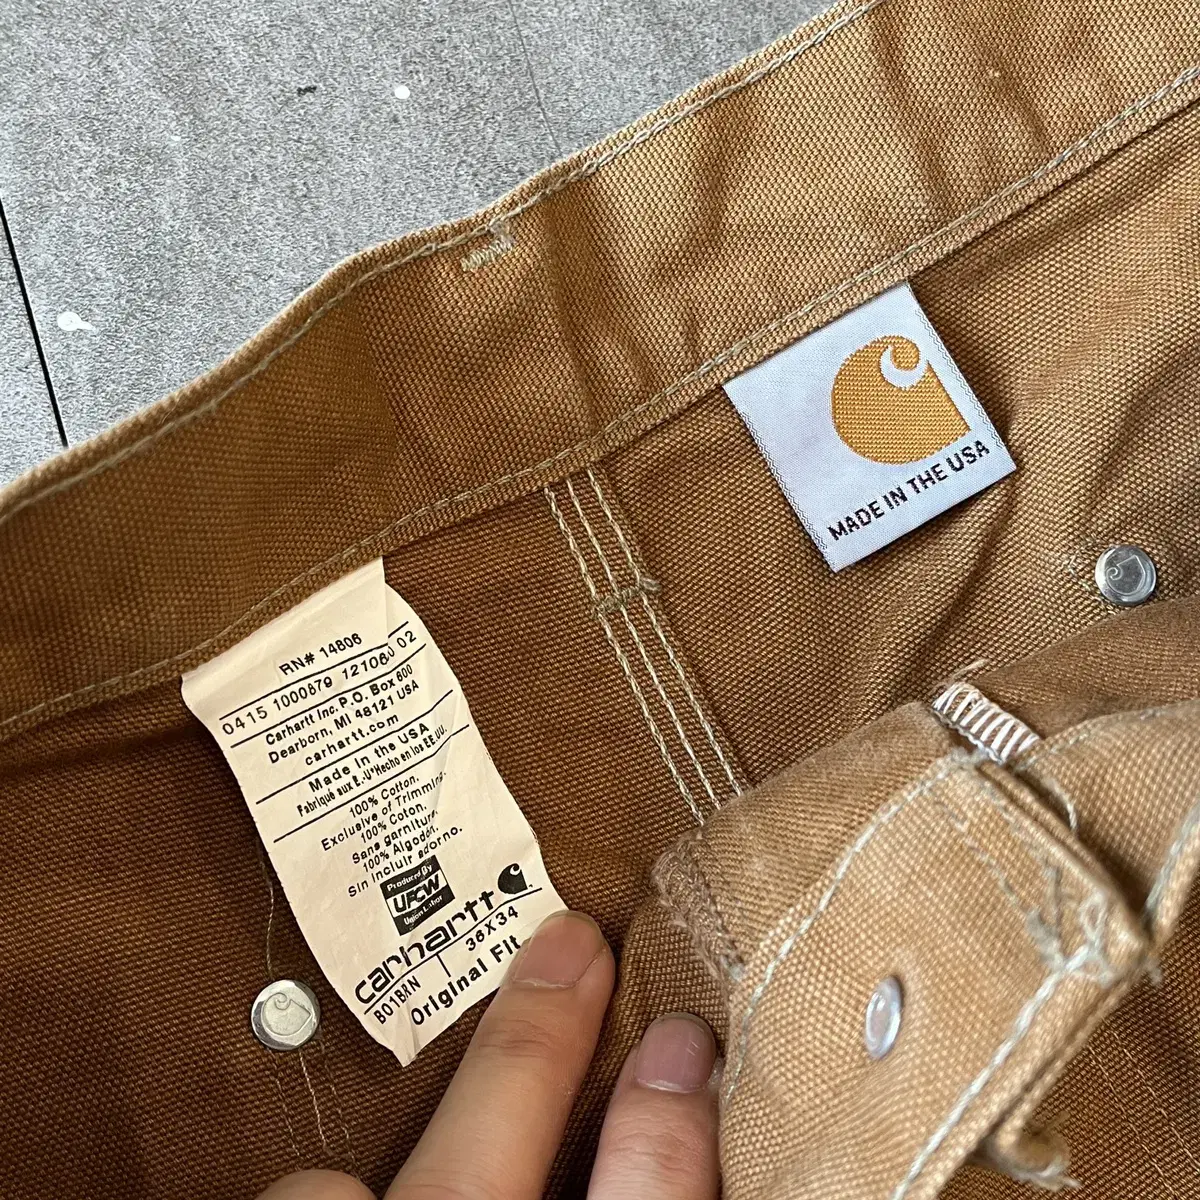 RN# 14806
0415 1000879 121060 02
Carhartt Inc. P.O. Box 600
Dearborn, MI 48121 USA
carhartt.com
Made in the USA
Fabriqué aux E.-U*Hecho en los EE.UU.
100% Cotton.
Exclusive of Trimming.
100% Coton.
Sans garniture.
100% Algodón.
Sin incluir adorno.
Produced By
UFCW
Union Labor
carhartt
B01BRN 36X34
Original Fit
MADE IN THE USA